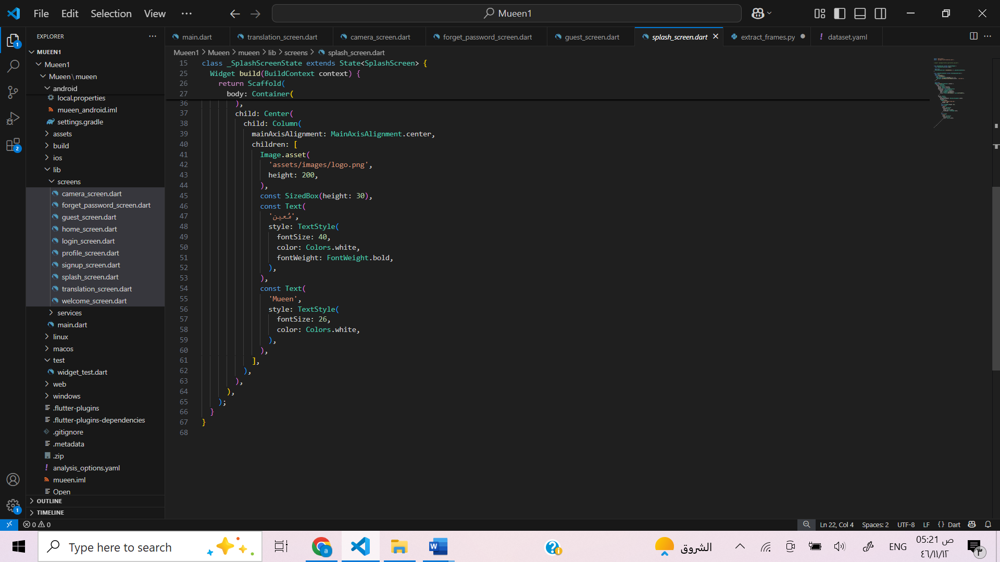 File Edit Selection View ··· Mueen1
EXPLORER ···
main.dart translation_screen.dart camera_screen.dart forget_password_screen.dart guest_screen.dart splash_screen.dart extract_frames.py dataset.yaml ···
Mueen1 > Mueen > mueen > lib > screens > splash_screen.dart
MUEEN1
Mueen1
Mueen\mueen
android
local.properties
mueen_android.iml
settings.gradle
assets
build
ios
lib
screens
camera_screen.dart
forget_password_screen.dart
guest_screen.dart
home_screen.dart
login_screen.dart
profile_screen.dart
signup_screen.dart
splash_screen.dart
translation_screen.dart
welcome_screen.dart
services
main.dart
linux
macos
test
widget_test.dart
web
windows
.flutter-plugins
.flutter-plugins-dependencies
.gitignore
.metadata
.zip
analysis_options.yaml
mueen.iml
Open
OUTLINE
TIMELINE
1
2
1
15 class _SplashScreenState extends State<SplashScreen> {
25 Widget build(BuildContext context) {
26 return Scaffold(
27 body: Container(
36 ),
37 child: Center(
38 child: Column(
39 mainAxisAlignment: MainAxisAlignment.center,
40 children: [
41 Image.asset(
42 'assets/images/logo.png',
43 height: 200,
44 ),
45 const SizedBox(height: 30),
46 const Text(
47 'مُعين',
48 style: TextStyle(
49 fontSize: 40,
50 color: Colors.white,
51 fontWeight: FontWeight.bold,
52 ),
53 ),
54 const Text(
55 'Mueen',
56 style: TextStyle(
57 fontSize: 26,
58 color: Colors.white,
59 ),
60 ),
61 ],
62 ),
63 ),
64 ),
65 );
66 }
67 }
68
0 0 Ln 22, Col 4 Spaces: 2 UTF-8 LF {} Dart
Type here to search الشروق ENG 05:21 ص
٤٦/١١/١٢
٣